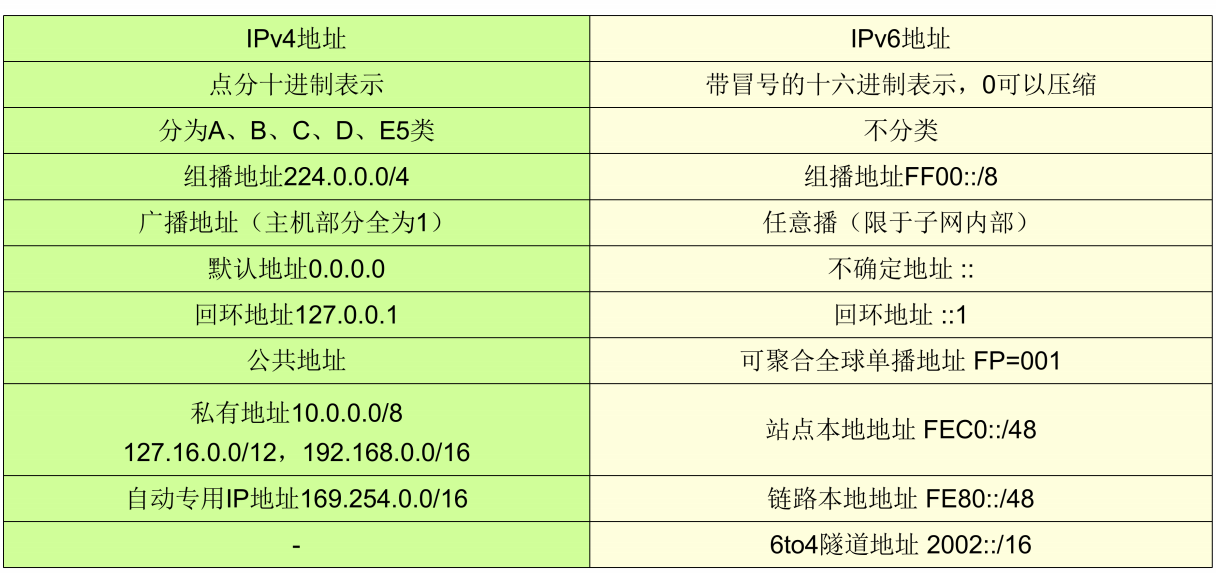 IPv4地址
IPv6地址
点分十进制表示
带冒号的十六进制表示，0可以压缩
分为A、B、C、D、E5类
不分类
组播地址224.0.0.0/4
组播地址FF00::/8
广播地址（主机部分全为1）
任意播（限于子网内部）
默认地址0.0.0.0
不确定地址 ::
回环地址127.0.0.1
回环地址 ::1
公共地址
可聚合全球单播地址 FP=001
私有地址10.0.0.0/8
127.16.0.0/12，192.168.0.0/16
站点本地地址 FEC0::/48
自动专用IP地址169.254.0.0/16
链路本地地址 FE80::/48
-
6to4隧道地址 2002::/16